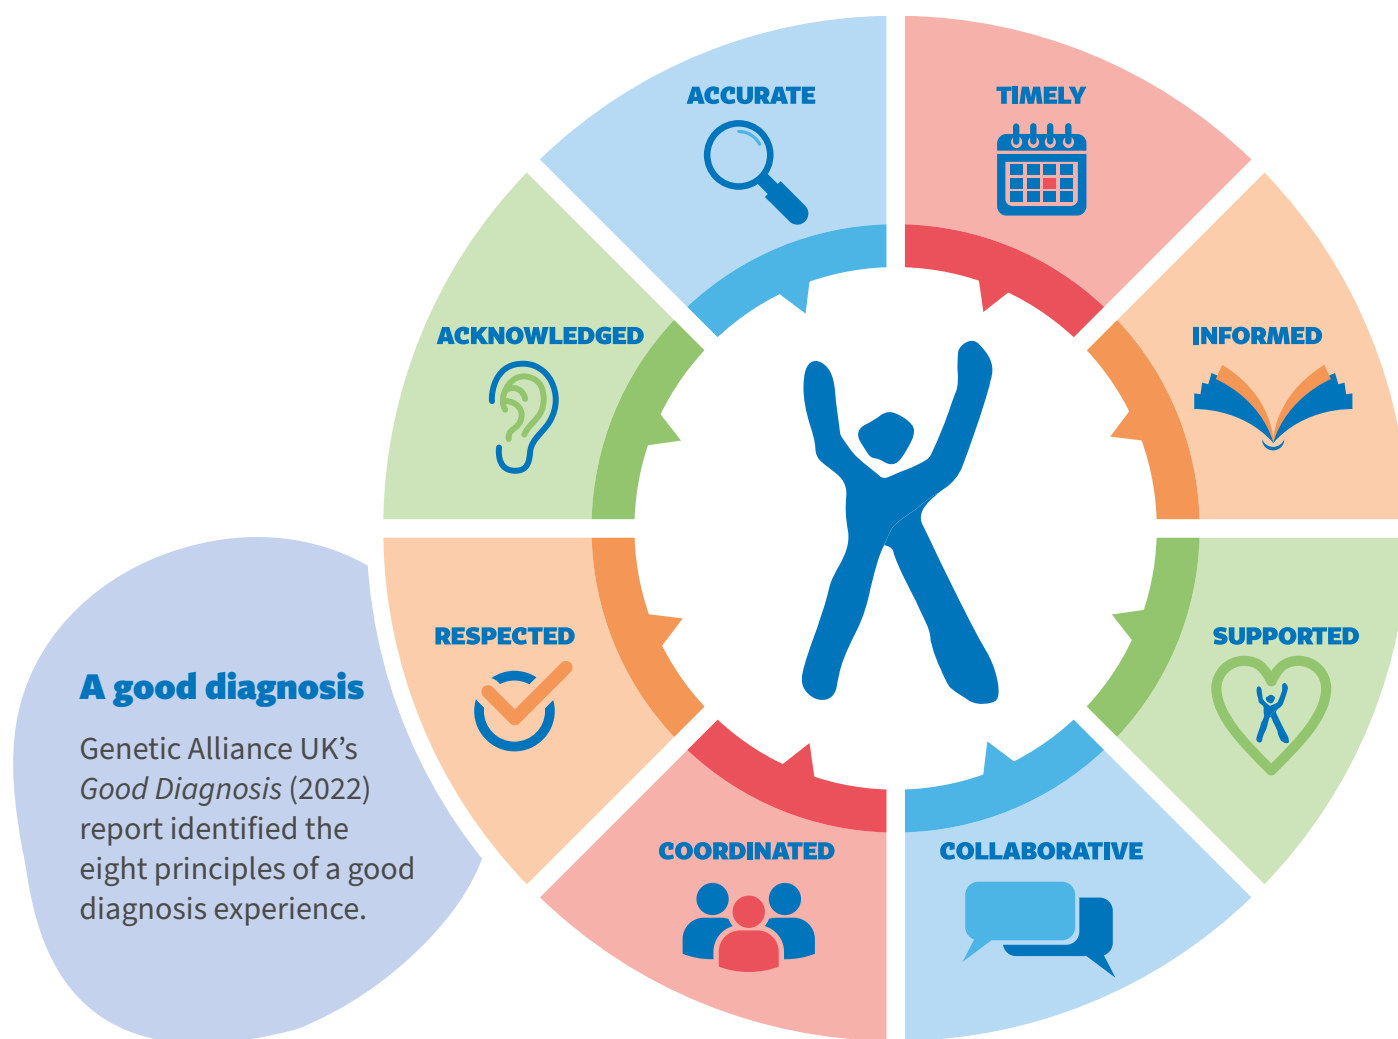 ACCURATE
TIMELY
ACKNOWLEDGED
INFORMED
RESPECTED
SUPPORTED
COORDINATED
COLLABORATIVE
A good diagnosis
Genetic Alliance UK’s
Good Diagnosis (2022)
report identified the
eight principles of a good
diagnosis experience.